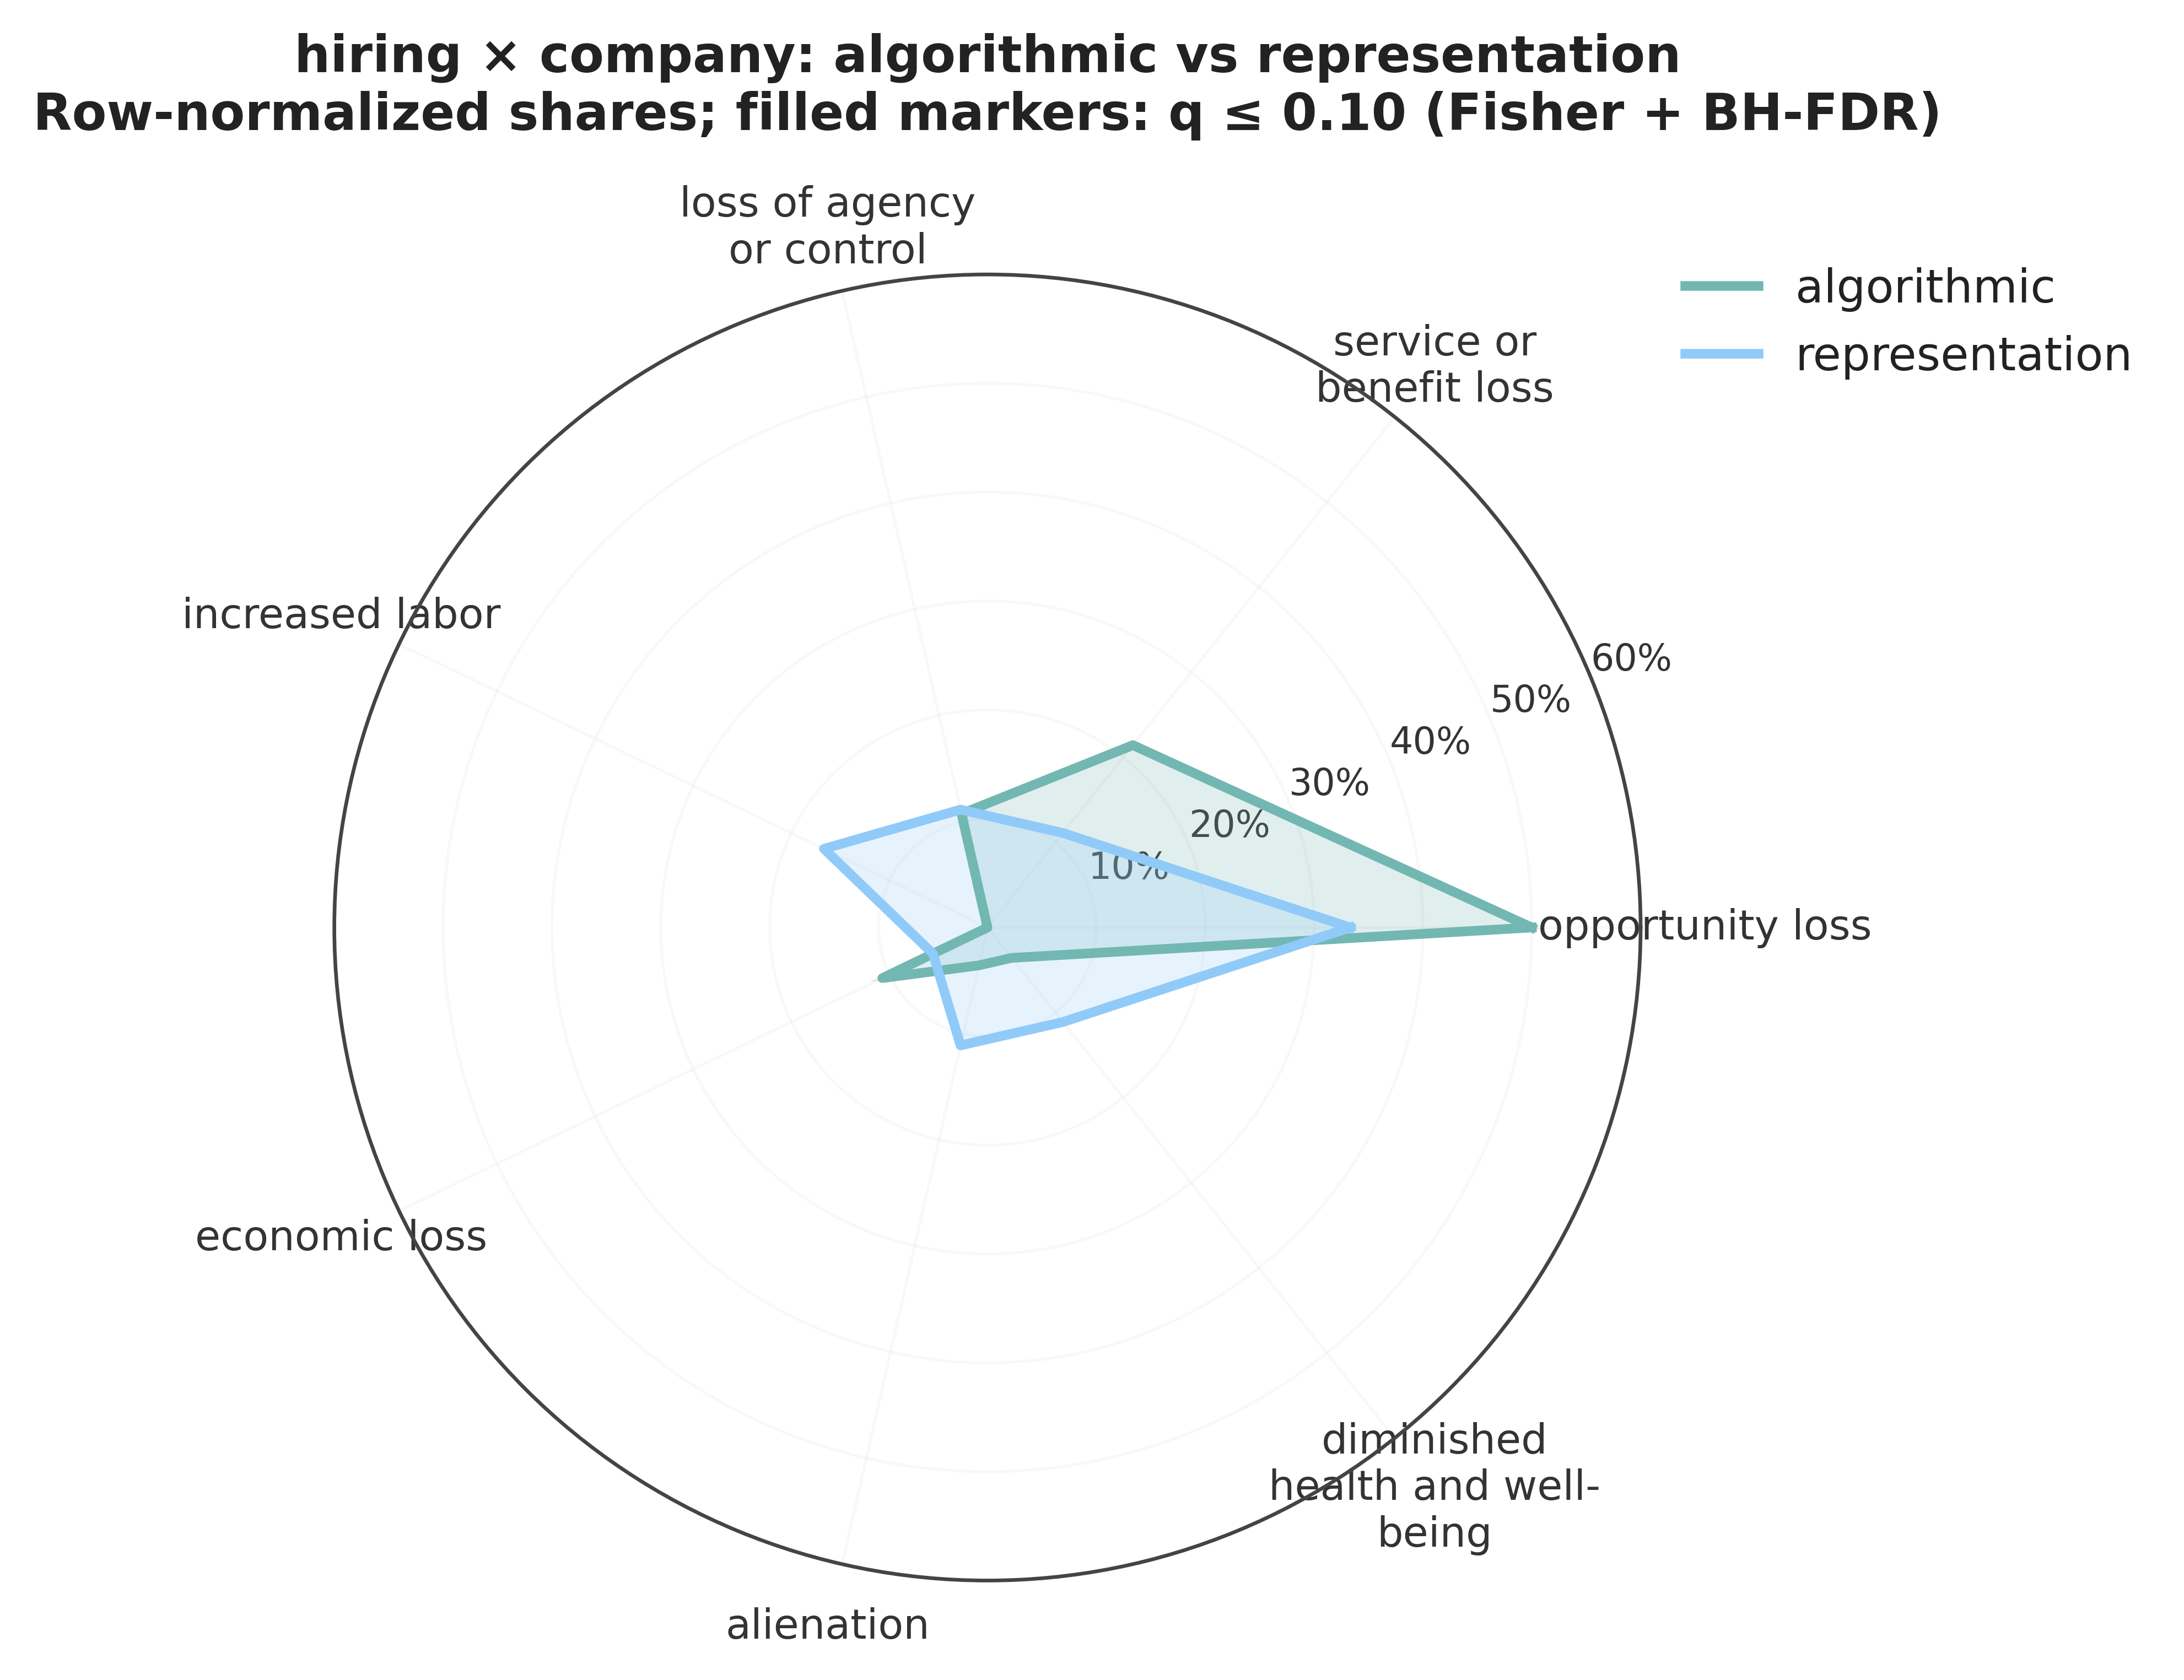 hiring × company: algorithmic vs representation
Row-normalized shares; filled markers: q ≤ 0.10 (Fisher + BH-FDR)
loss of agency
or control
service or
benefit loss
algorithmic
representation
increased labor
60%
50%
40%
30%
20%
10%
opportunity loss
economic loss
diminished
health and well-
being
alienation